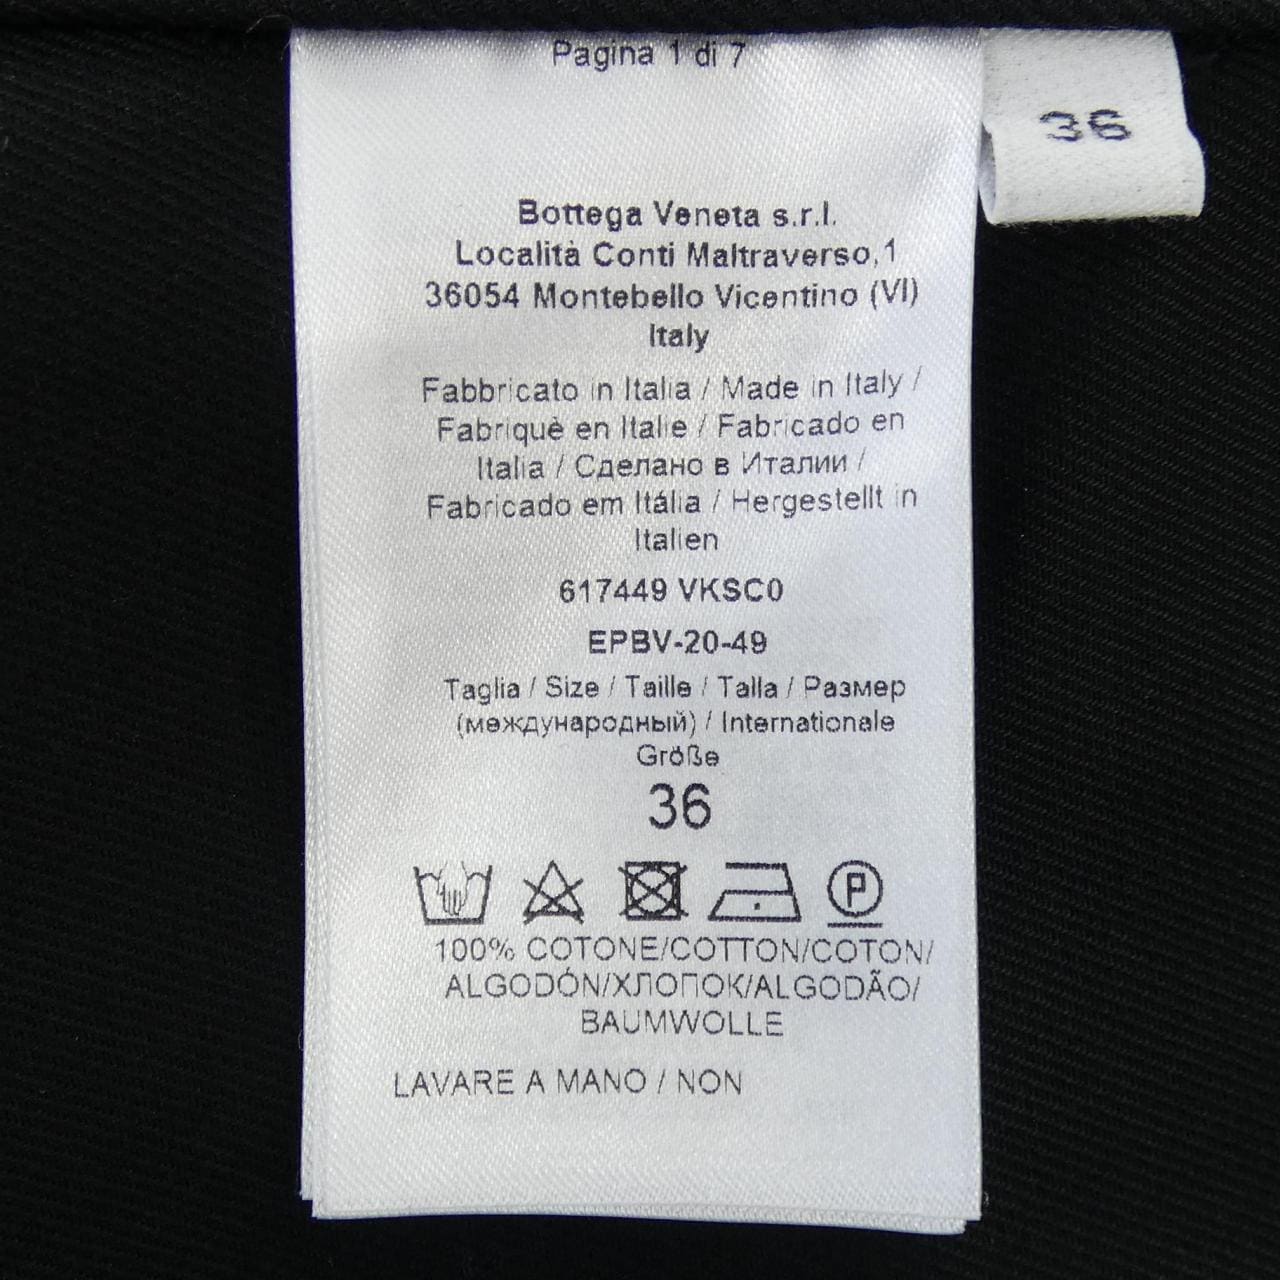 Pagina 1 di 7
36
Bottega Veneta s.r.l.
Località Conti Maltraverso,1
36054 Montebello Vicentino (VI)
Italy
Fabbricato in Italia / Made in Italy /
Fabriquè en Italie / Fabricado en
Italia / Сделано в Италии /
Fabricado em Itália / Hergestellt in
Italien
617449 VKSC0
EPBV-20-49
Taglia / Size / Taille / Talla / Размер
(международный) / Internationale
Größe
36
P
100% COTONE/COTTON/COTON/
ALGODÓN/ХЛОПОК/ALGODÃO/
BAUMWOLLE
LAVARE A MANO / NON